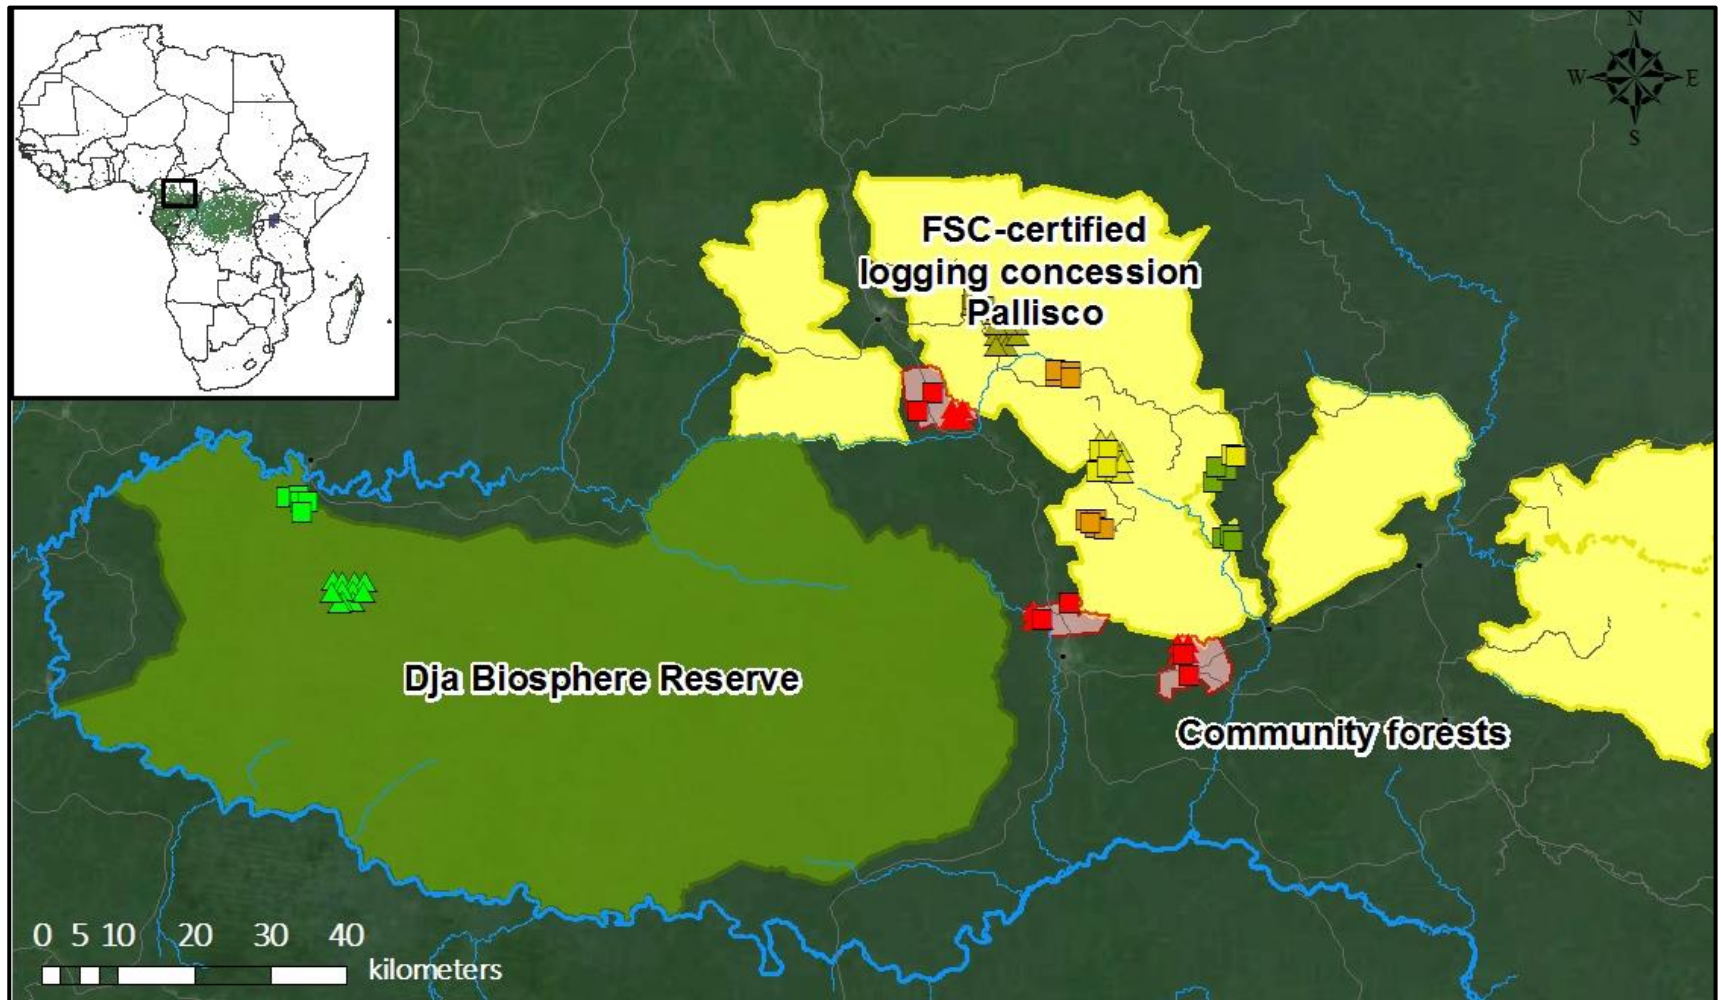 N
W E
S
FSC-certified
logging concession
Pallisco
Dja Biosphere Reserve
Community forests
0 5 10 20 30 40
kilometers